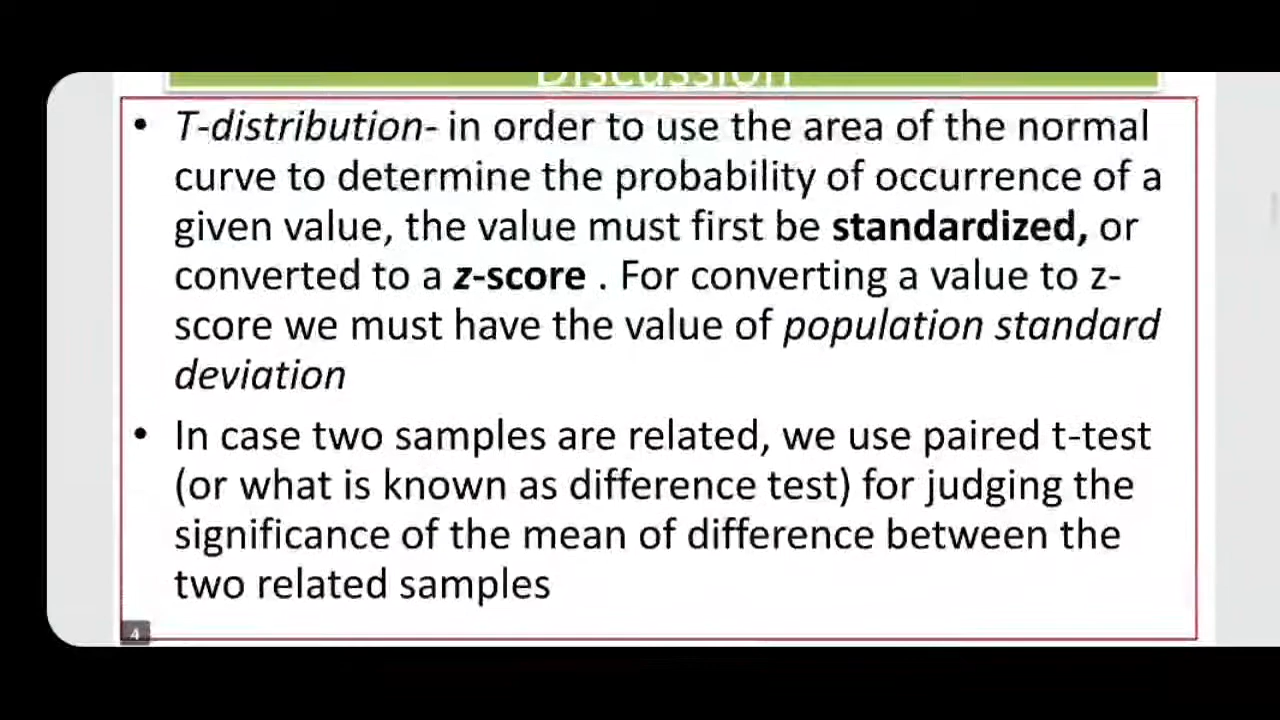 Discussion
• T-distribution- in order to use the area of the normal
curve to determine the probability of occurrence of a
given value, the value must first be standardized, or
converted to a z-score . For converting a value to z-
score we must have the value of population standard
deviation
• In case two samples are related, we use paired t-test
(or what is known as difference test) for judging the
significance of the mean of difference between the
two related samples
4